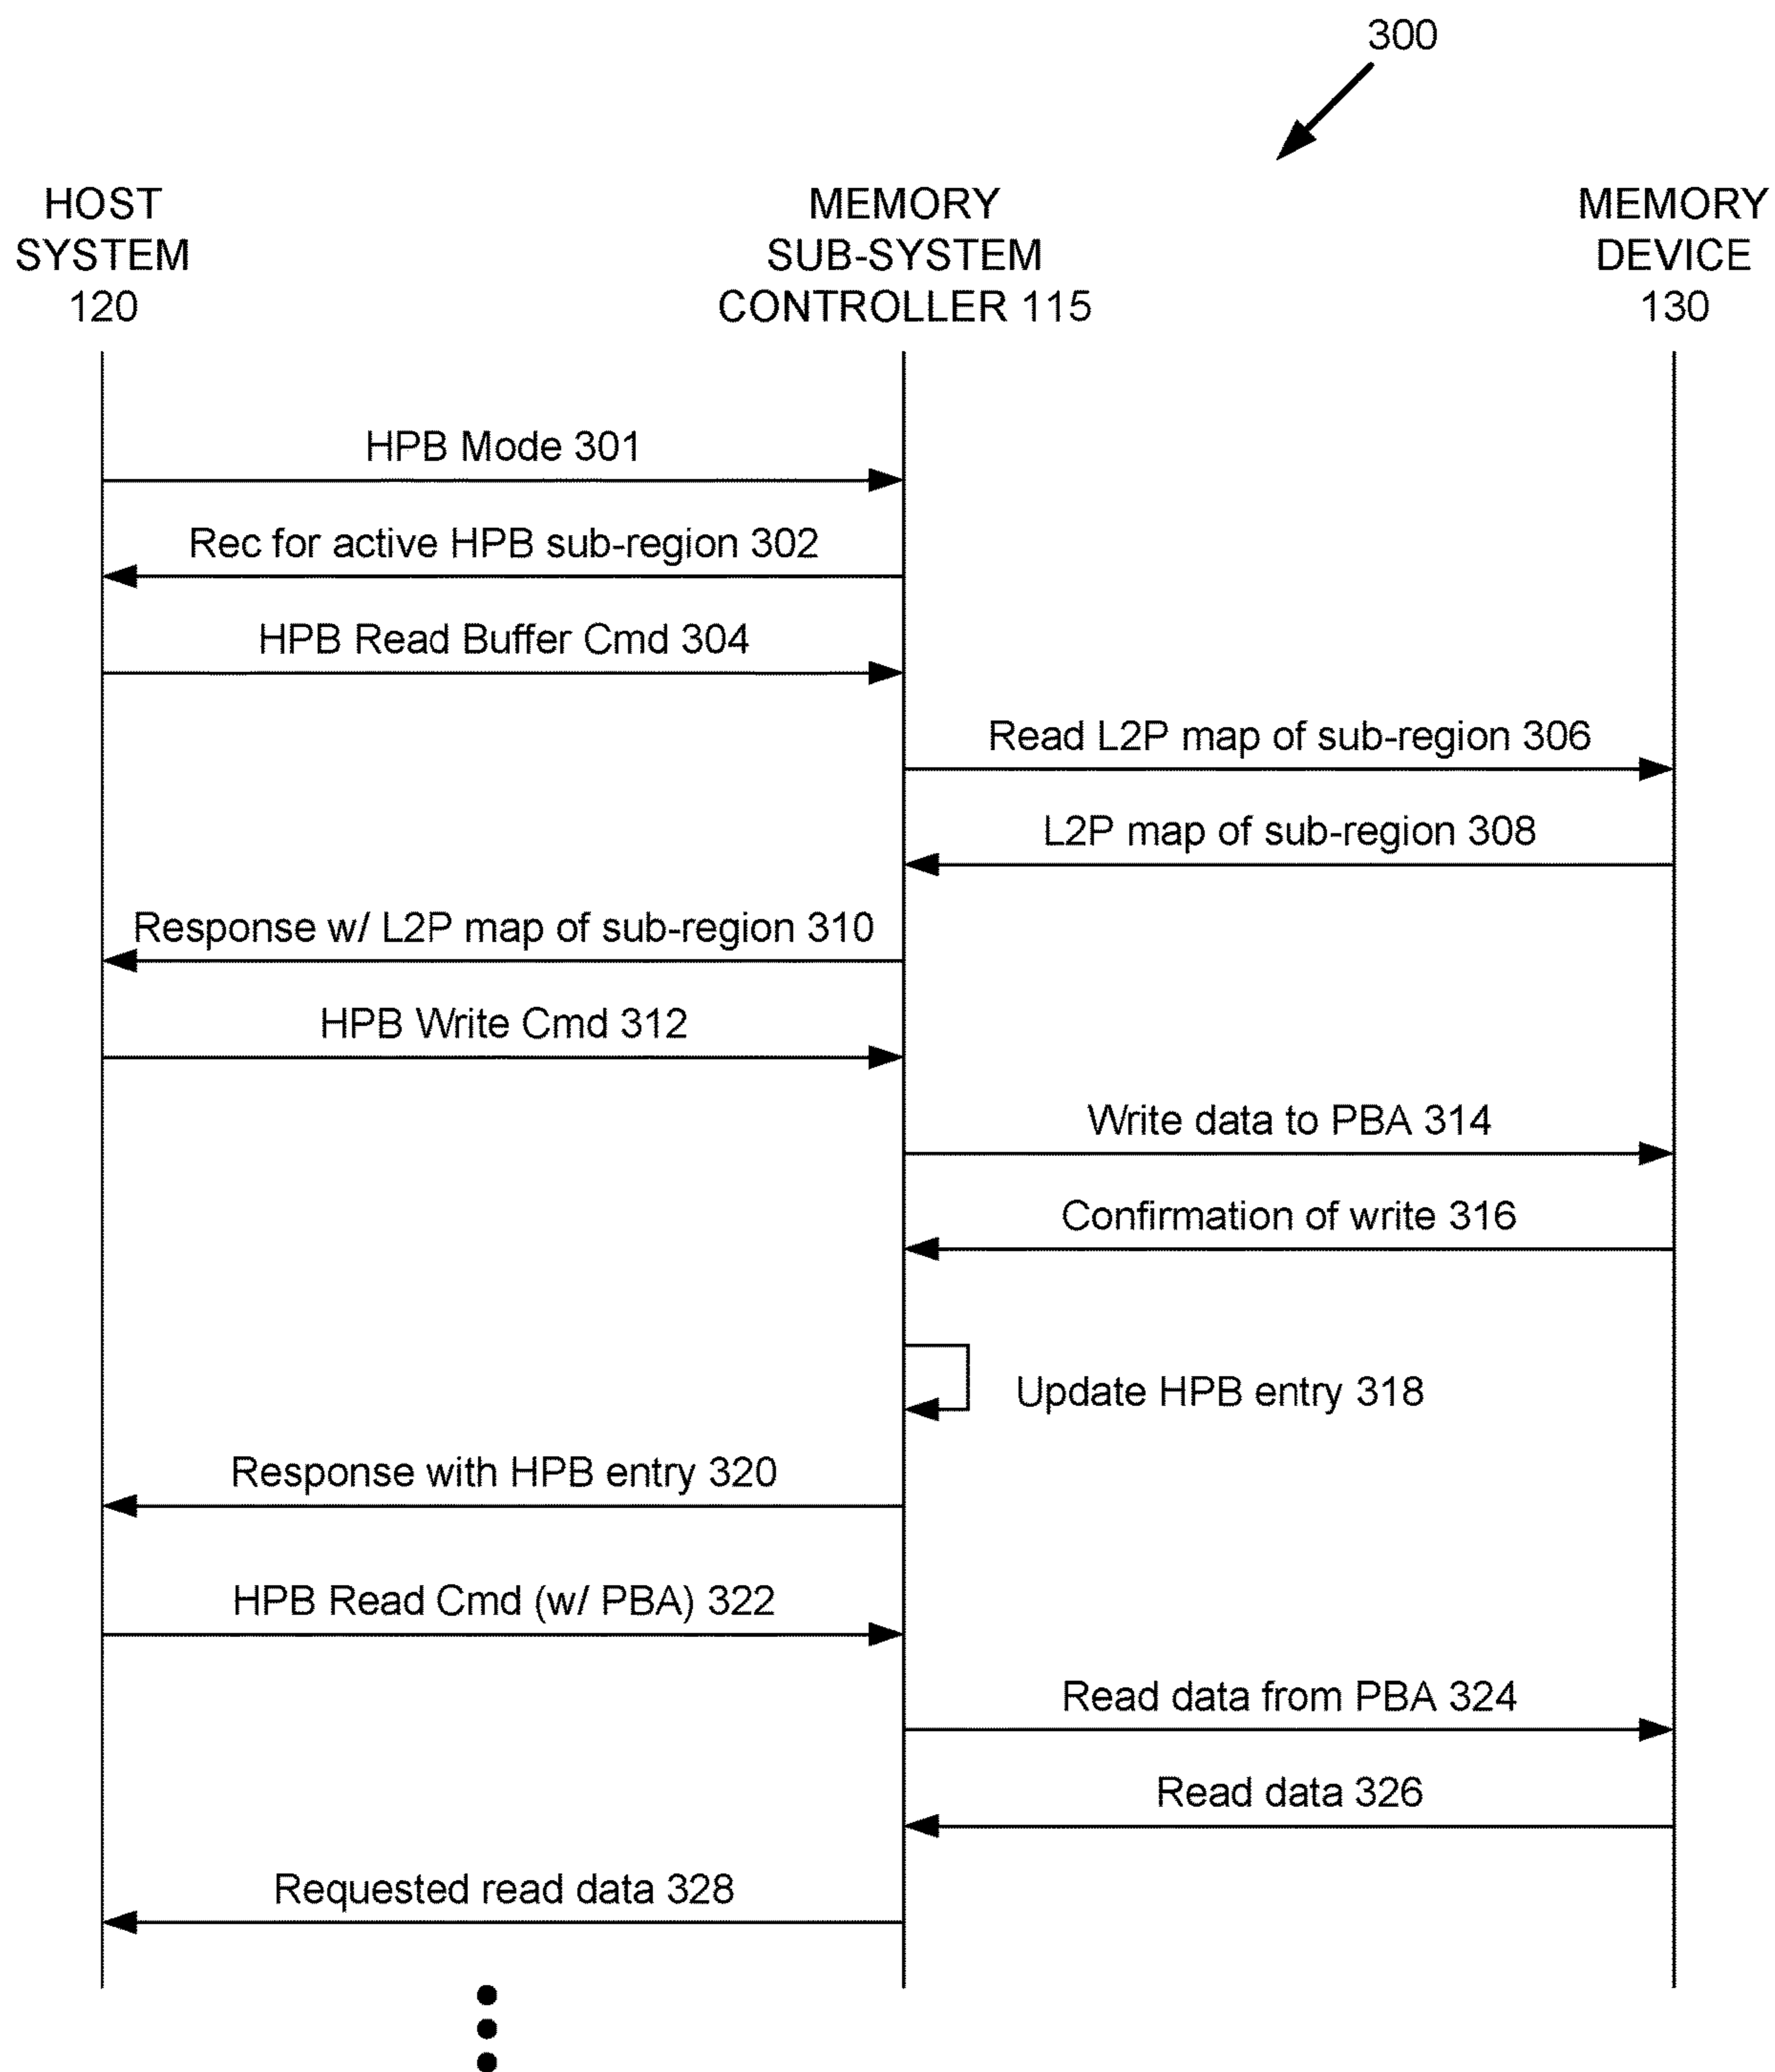 300
HOST
SYSTEM
120
MEMORY
SUB-SYSTEM
CONTROLLER 115
MEMORY
DEVICE
130
HPB Mode 301
Rec for active HPB sub-region 302
HPB Read Buffer Cmd 304
Read L2P map of sub-region 306
L2P map of sub-region 308
Response w/ L2P map of sub-region 310
HPB Write Cmd 312
Write data to PBA 314
Confirmation of write 316
Update HPB entry 318
Response with HPB entry 320
HPB Read Cmd (w/ PBA) 322
Read data from PBA 324
Read data 326
Requested read data 328